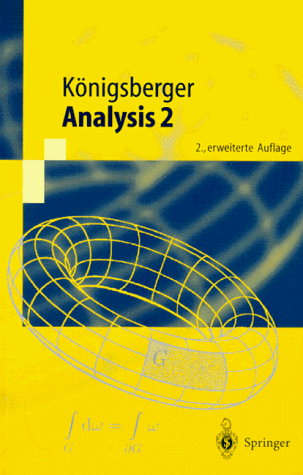 Königsberger
Analysis 2
2., erweiterte Auflage
G
∫ dω = ∫ ω
G ∂G
Springer